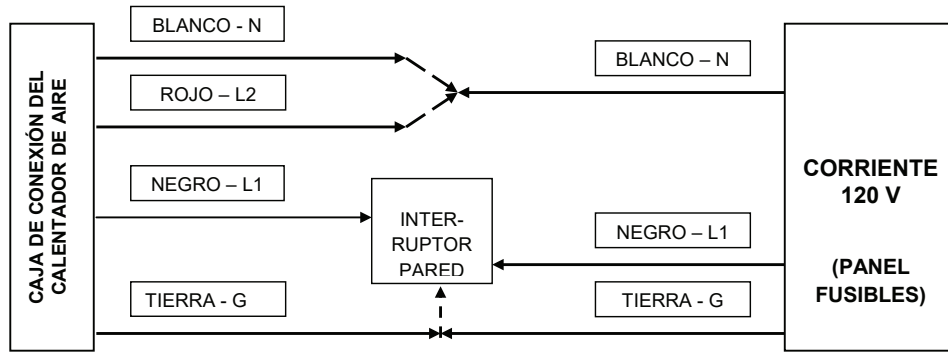 BLANCO - N
BLANCO – N
ROJO – L2
NEGRO – L1
INTER-
RUPTOR
PARED
NEGRO – L1
TIERRA - G
TIERRA - G
CAJA DE CONEXIÓN DEL
CALENTADOR DE AIRE
CORRIENTE
120 V
(PANEL
FUSIBLES)